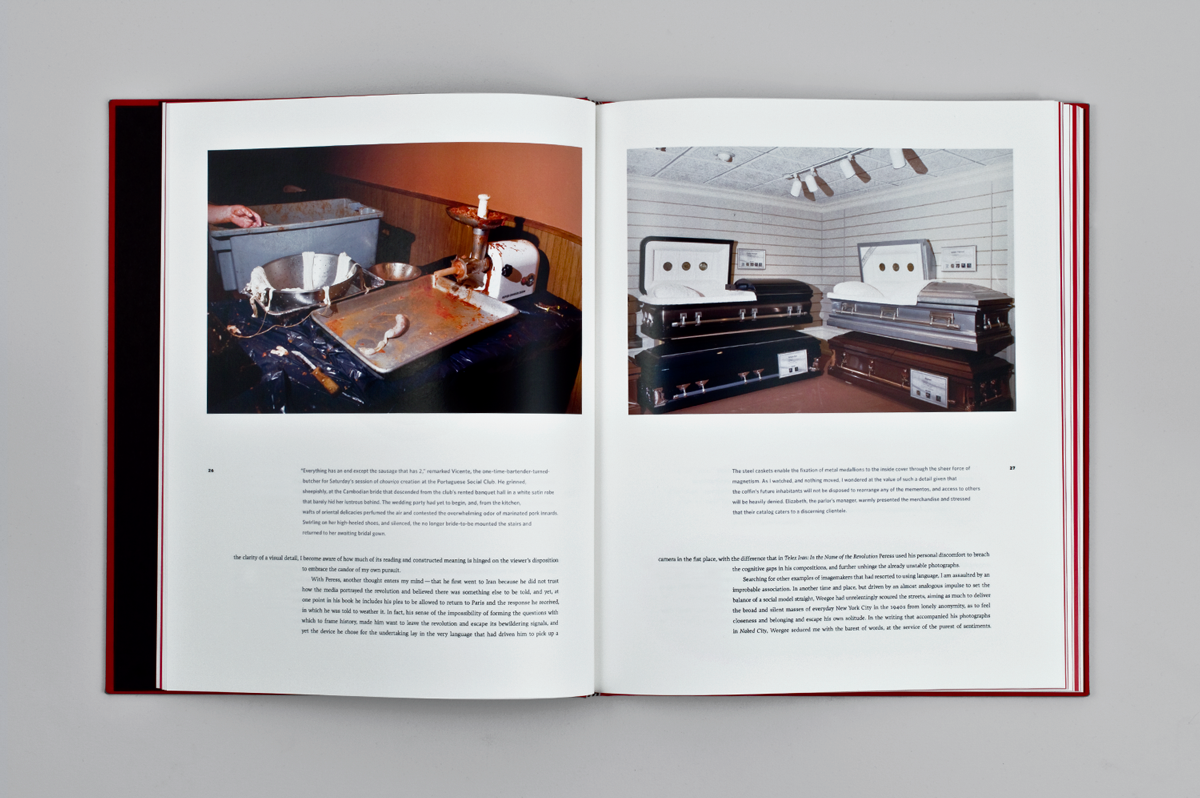 26
"Everything has an end except the sausage that has 2," remarked Vicente, the one-time-bartender-turned-
butcher for Saturday's session of chouriço creation at the Portuguese Social Club. He grinned,
sheepishly, at the Cambodian bride that descended from the club's rented banquet hall in a white satin robe
that barely hid her lustrous behind. The wedding party had yet to begin, and, from the kitchen,
wafts of oriental delicacies perfumed the air and contested the overwhelming odor of marinated pork innards.
Swirling on her high-heeled shoes, and silenced, the no longer bride-to-be mounted the stairs and
returned to her awaiting bridal gown.
the clarity of a visual detail, I become aware of how much of its reading and constructed meaning is hinged on the viewer's disposition
to embrace the candor of my own pursuit.
With Peress, another thought enters my mind — that he first went to Iran because he did not trust
how the media portrayed the revolution and believed there was something else to be told, and yet, at
one point in his book he includes his plea to be allowed to return to Paris and the response he received,
in which he was told to weather it. In fact, his sense of the impossibility of forming the questions with
which to frame history, made him want to leave the revolution and escape its bewildering signals, and
yet the device he chose for the undertaking lay in the very language that had driven him to pick up a
27
The steel caskets enable the fixation of metal medallions to the inside cover through the sheer force of
magnetism. As I watched, and nothing moved, I wondered at the value of such a detail given that
the coffin's future inhabitants will not be disposed to rearrange any of the mementos, and access to others
will be heavily denied. Elizabeth, the parlor's manager, warmly presented the merchandise and stressed
that their catalog caters to a discerning clientele.
camera in the fist place, with the difference that in Telex Iran: In the Name of the Revolution Peress used his personal discomfort to breach
the cognitive gaps in his compositions, and further unhinge the already unstable photographs.
Searching for other examples of imagemakers that had resorted to using language, I am assaulted by an
improbable association. In another time and place, but driven by an almost analogous impulse to set the
balance of a social model straight, Weegee had unrelentingly scoured the streets, aiming as much to deliver
the broad and silent masses of everyday New York City in the 1940s from lonely anonymity, as to feel
closeness and belonging and escape his own solitude. In the writing that accompanied his photographs
in Naked City, Weegee seduced me with the barest of words, at the service of the purest of sentiments.